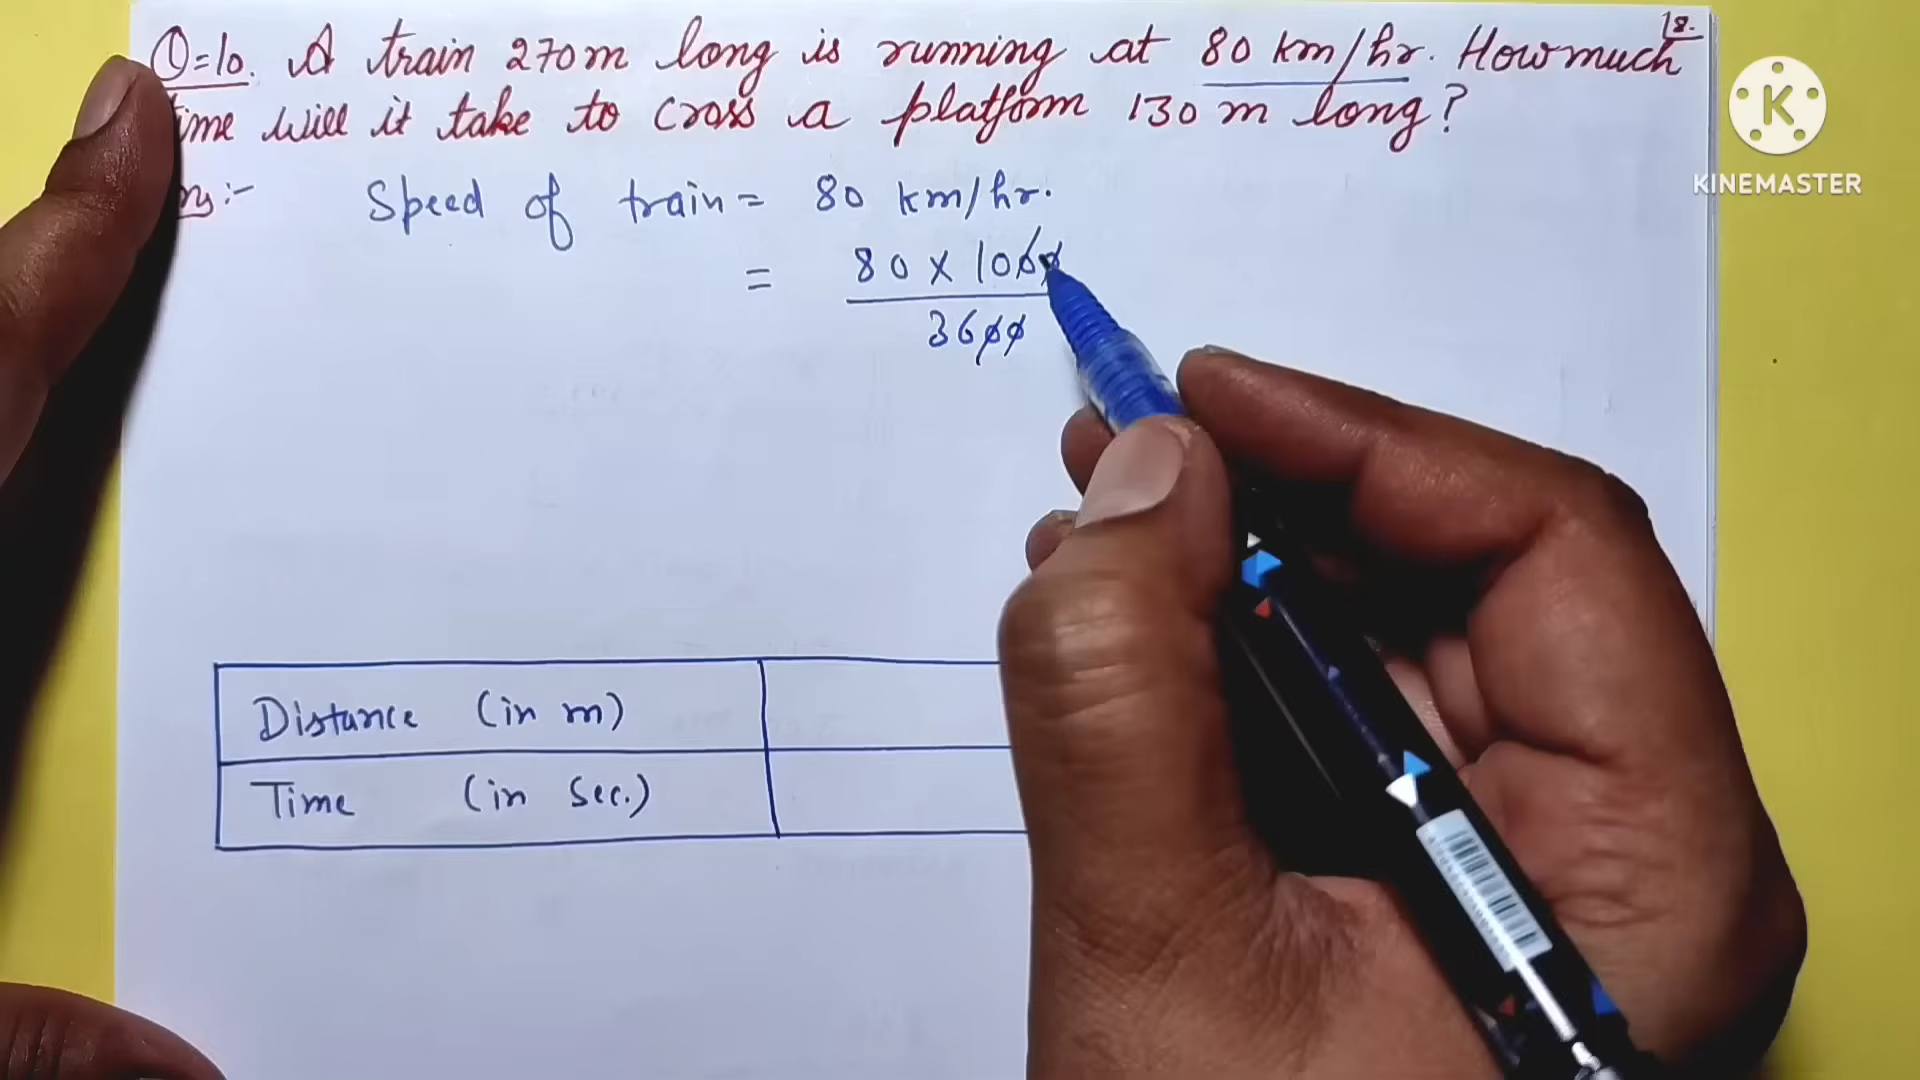 18.
Q=10. A train 270m long is running at 80 km/hr. How much
time will it take to cross a platform 130 m long?
Speed of train = 80 km/hr.
= 80 x 1000
3600
Distance (in m)
Time (in Sec.)
KINEMASTER